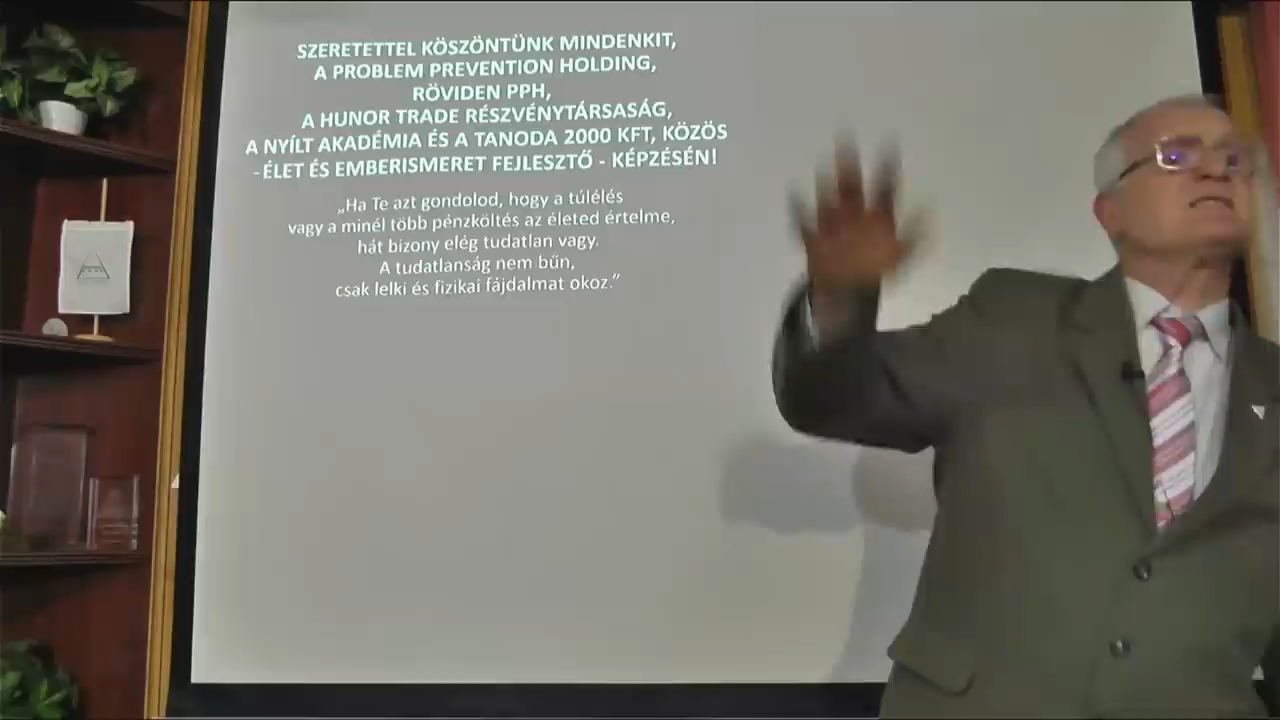 SZERETETTEL KÖSZÖNTÜNK MINDENKIT,
A PROBLEM PREVENTION HOLDING,
RÖVIDEN PPH,
A HUNOR TRADE RÉSZVÉNYTÁRSASÁG,
A NYÍLT AKADÉMIA ÉS A TANODA 2000 KFT, KÖZÖS
- ÉLET ÉS EMBERISMERET FEJLESZTŐ - KÉPZÉSÉN!
„Ha Te azt gondolod, hogy a túlélés
vagy a minél több pénzköltés az életed értelme,
hát bizony elég tudatlan vagy.
A tudatlanság nem bűn,
csak lelki és fizikai fájdalmat okoz.”